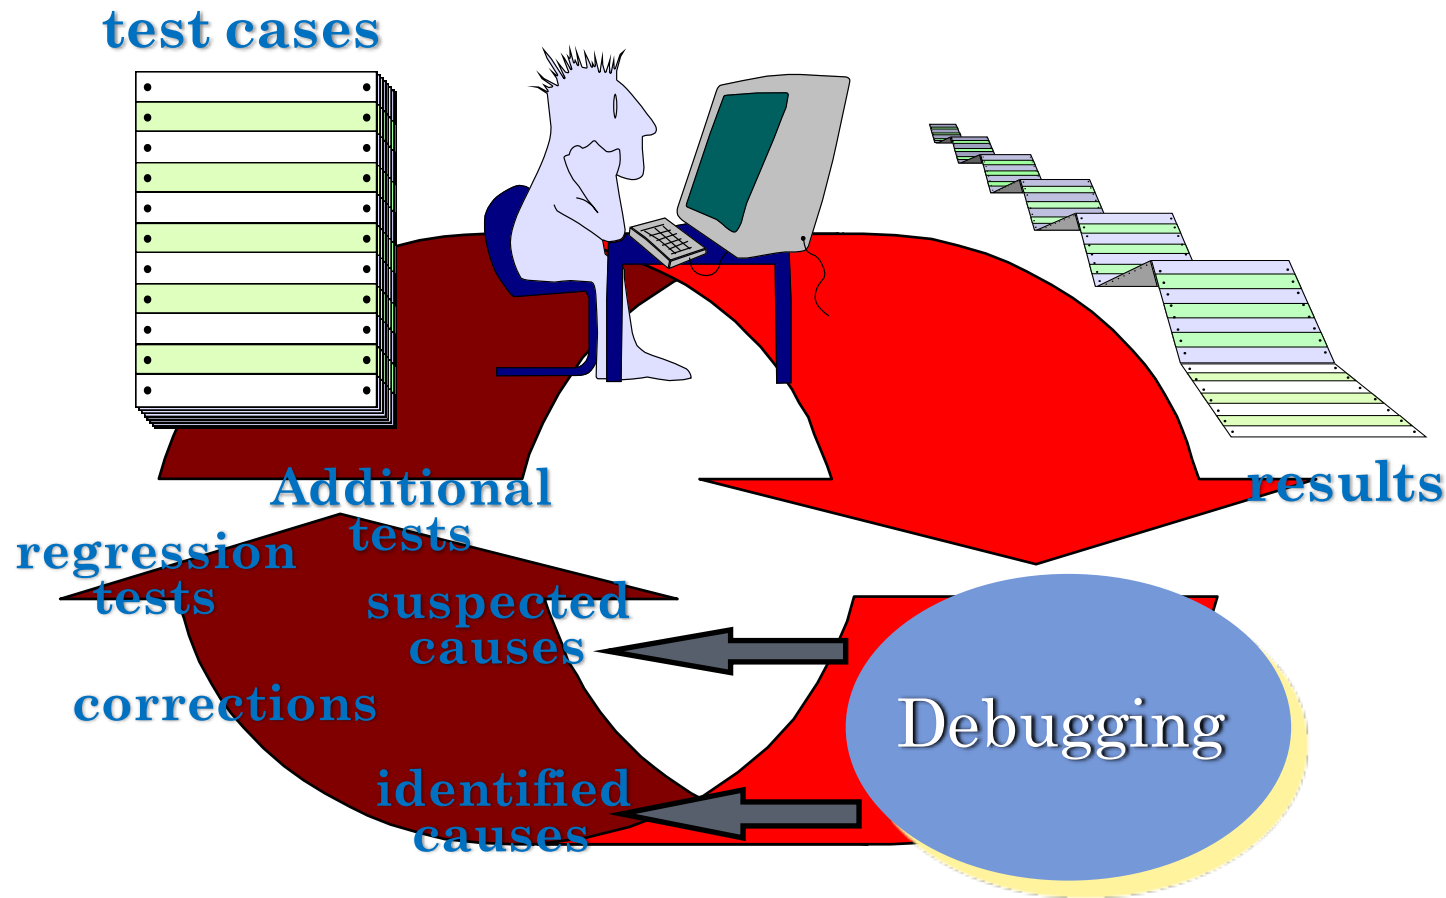 test cases
results
Additional
tests
regression
tests
suspected
causes
corrections
Debugging
identified
causes